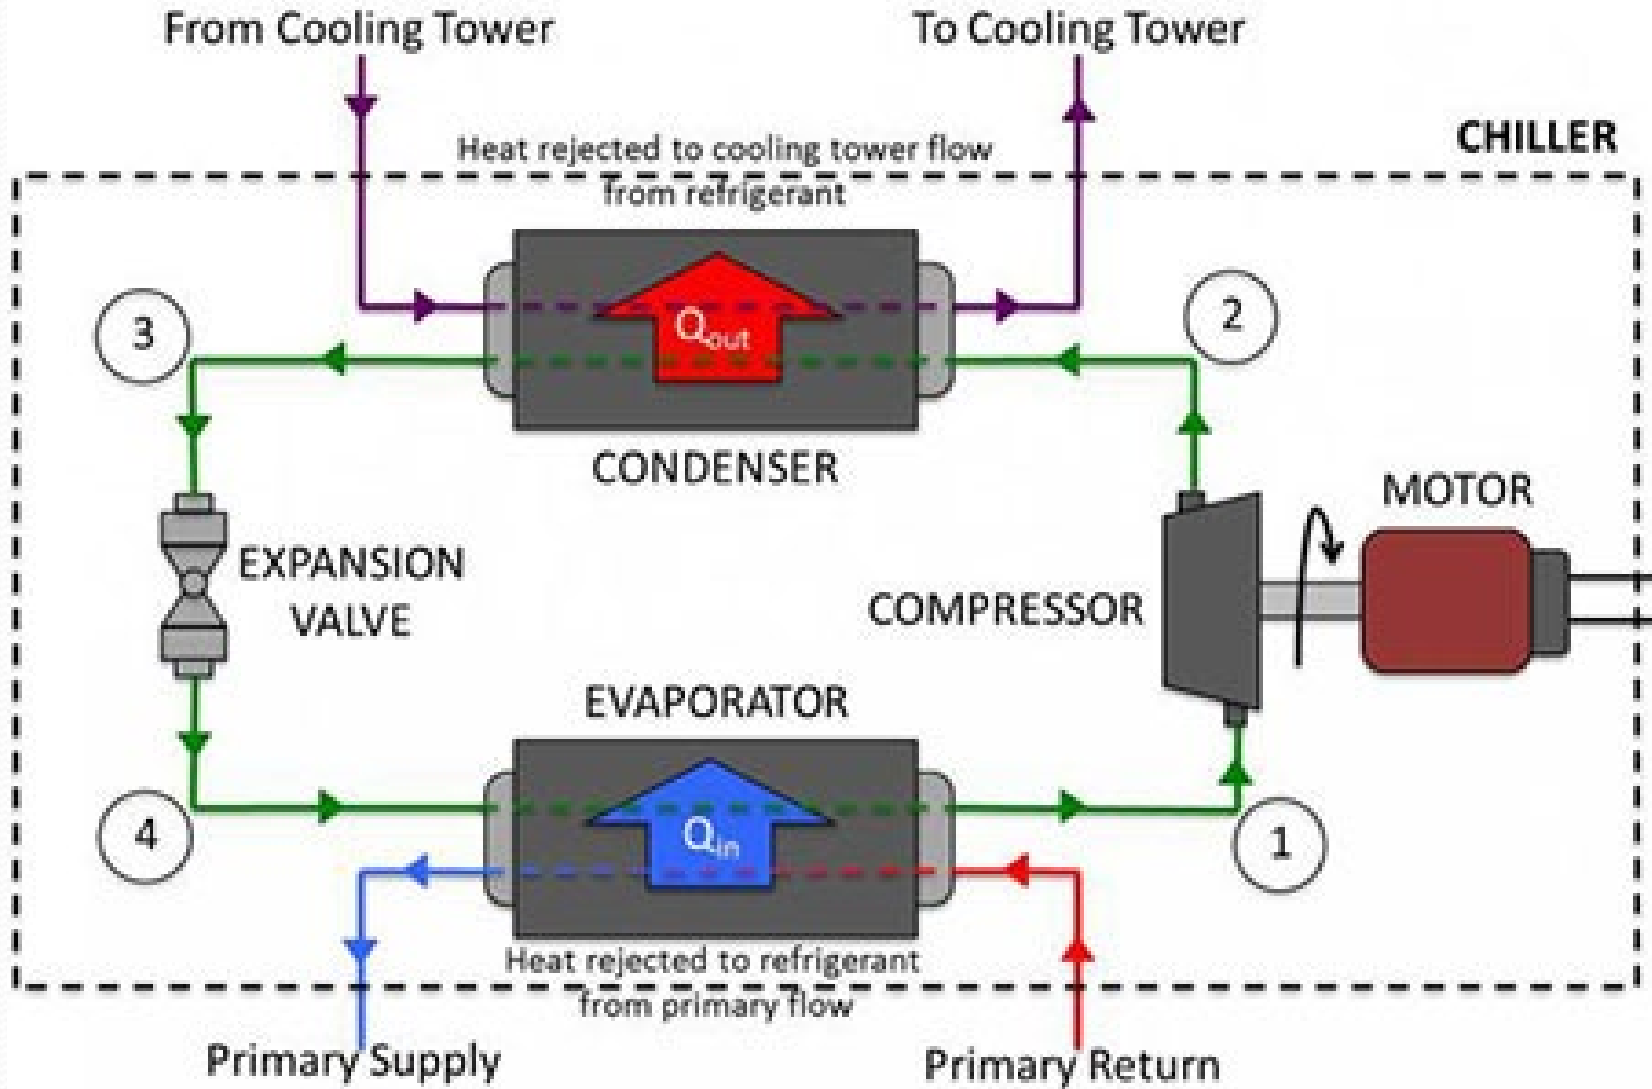 From Cooling Tower
To Cooling Tower
Heat rejected to cooling tower flow
from refrigerant
CHILLER
Qout
3
2
CONDENSER
MOTOR
EXPANSION
VALVE
COMPRESSOR
EVAPORATOR
Qin
4
1
Heat rejected to refrigerant
from primary flow
Primary Supply
Primary Return